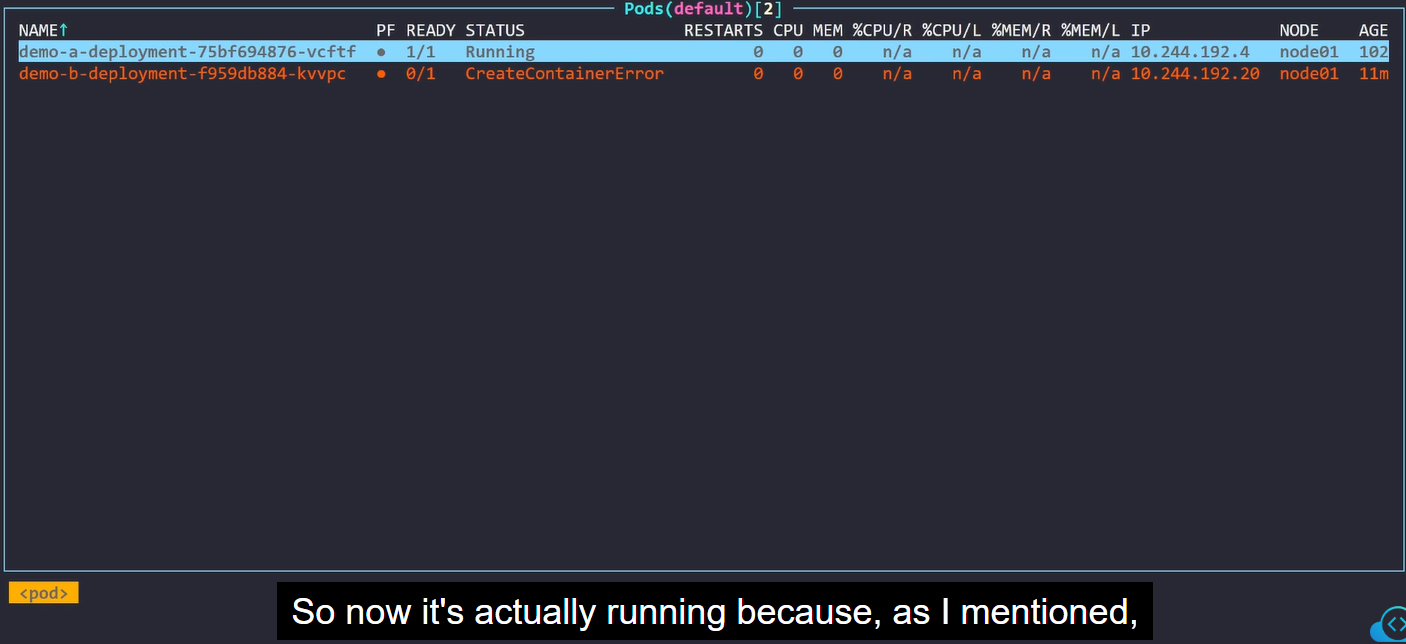 Pods(default)[2]
NAME↑ PF READY STATUS RESTARTS CPU MEM %CPU/R %CPU/L %MEM/R %MEM/L IP NODE AGE
demo-a-deployment-75bf694876-vcftf ● 1/1 Running 0 0 0 n/a n/a n/a n/a 10.244.192.4 node01 102
demo-b-deployment-f959db884-kvvpc ● 0/1 CreateContainerError 0 0 0 n/a n/a n/a n/a 10.244.192.20 node01 11m
<pod>
So now it's actually running because, as I mentioned,